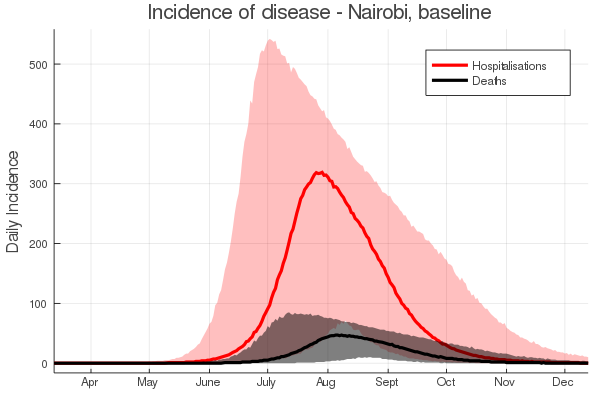 Incidence of disease - Nairobi, baseline
Daily Incidence
500
400
300
200
100
0
Hospitalisations
Deaths
Apr May June July Aug Sept Oct Nov Dec